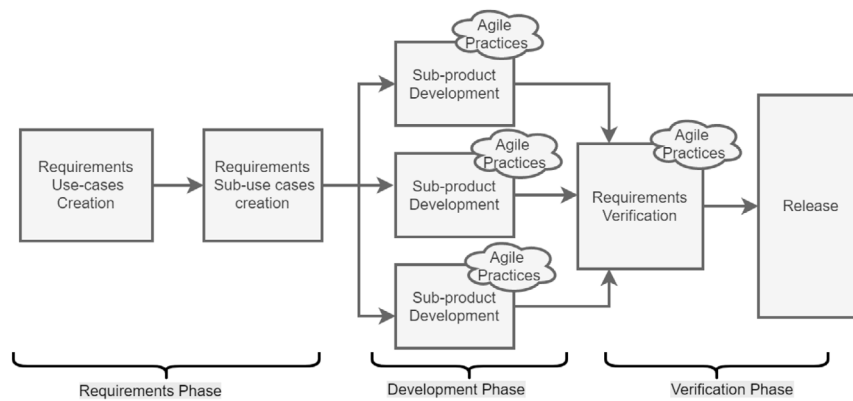 Requirements
Use-cases
Creation
Requirements
Sub-use cases
creation
Agile
Practices
Sub-product
Development
Agile
Practices
Sub-product
Development
Agile
Practices
Sub-product
Development
Agile
Practices
Requirements
Verification
Release
Requirements Phase
Development Phase
Verification Phase